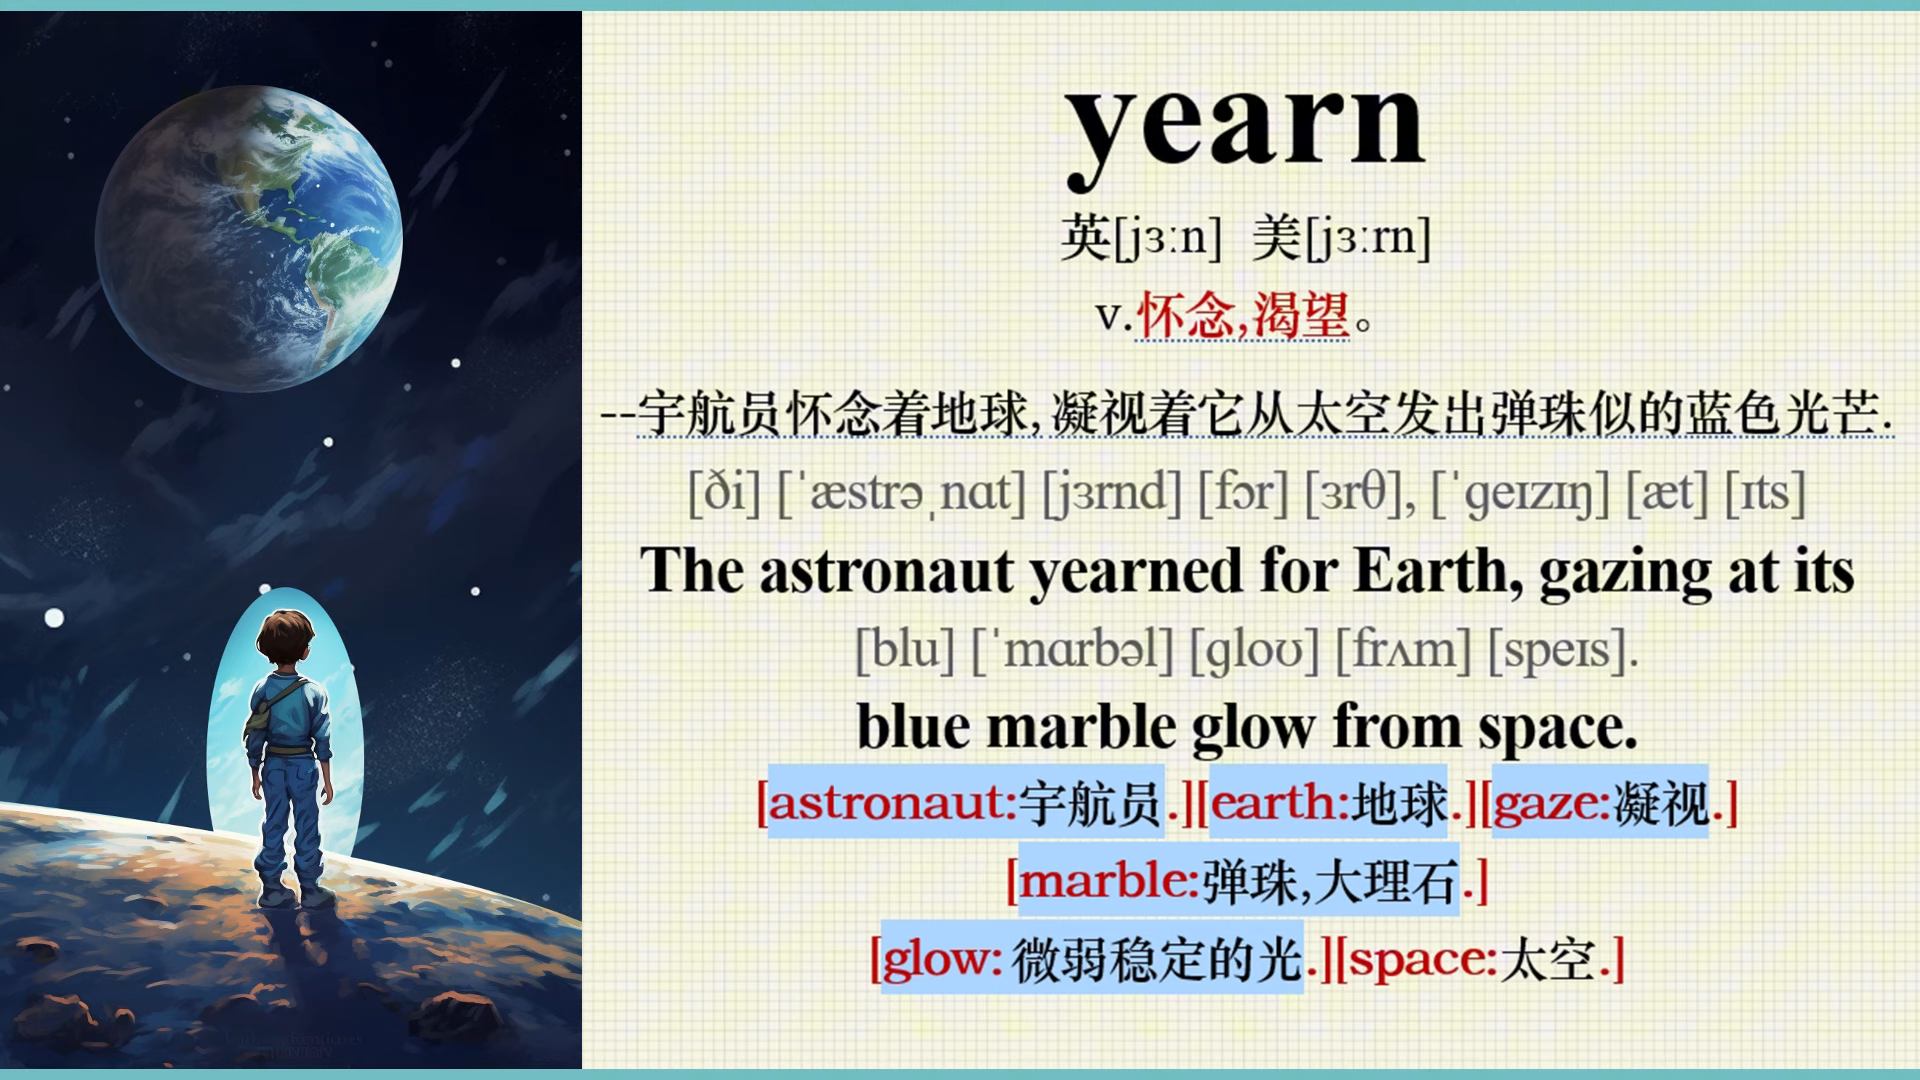 yearn
英[jɜːn] 美[jɜːrn]
v.怀念,渴望。
--宇航员怀念着地球,凝视着它从太空发出弹珠似的蓝色光芒.
[ði] [ˈæstrəˌnɑt] [jɜrnd] [fɔr] [ɜrθ], [ˈɡeɪzɪŋ] [æt] [ɪts]
The astronaut yearned for Earth, gazing at its
[blu] [ˈmɑrbəl] [ɡloʊ] [frʌm] [speɪs].
blue marble glow from space.
[astronaut:宇航员.][earth:地球.][gaze:凝视.]
[marble:弹珠,大理石.]
[glow:微弱稳定的光.][space:太空.]